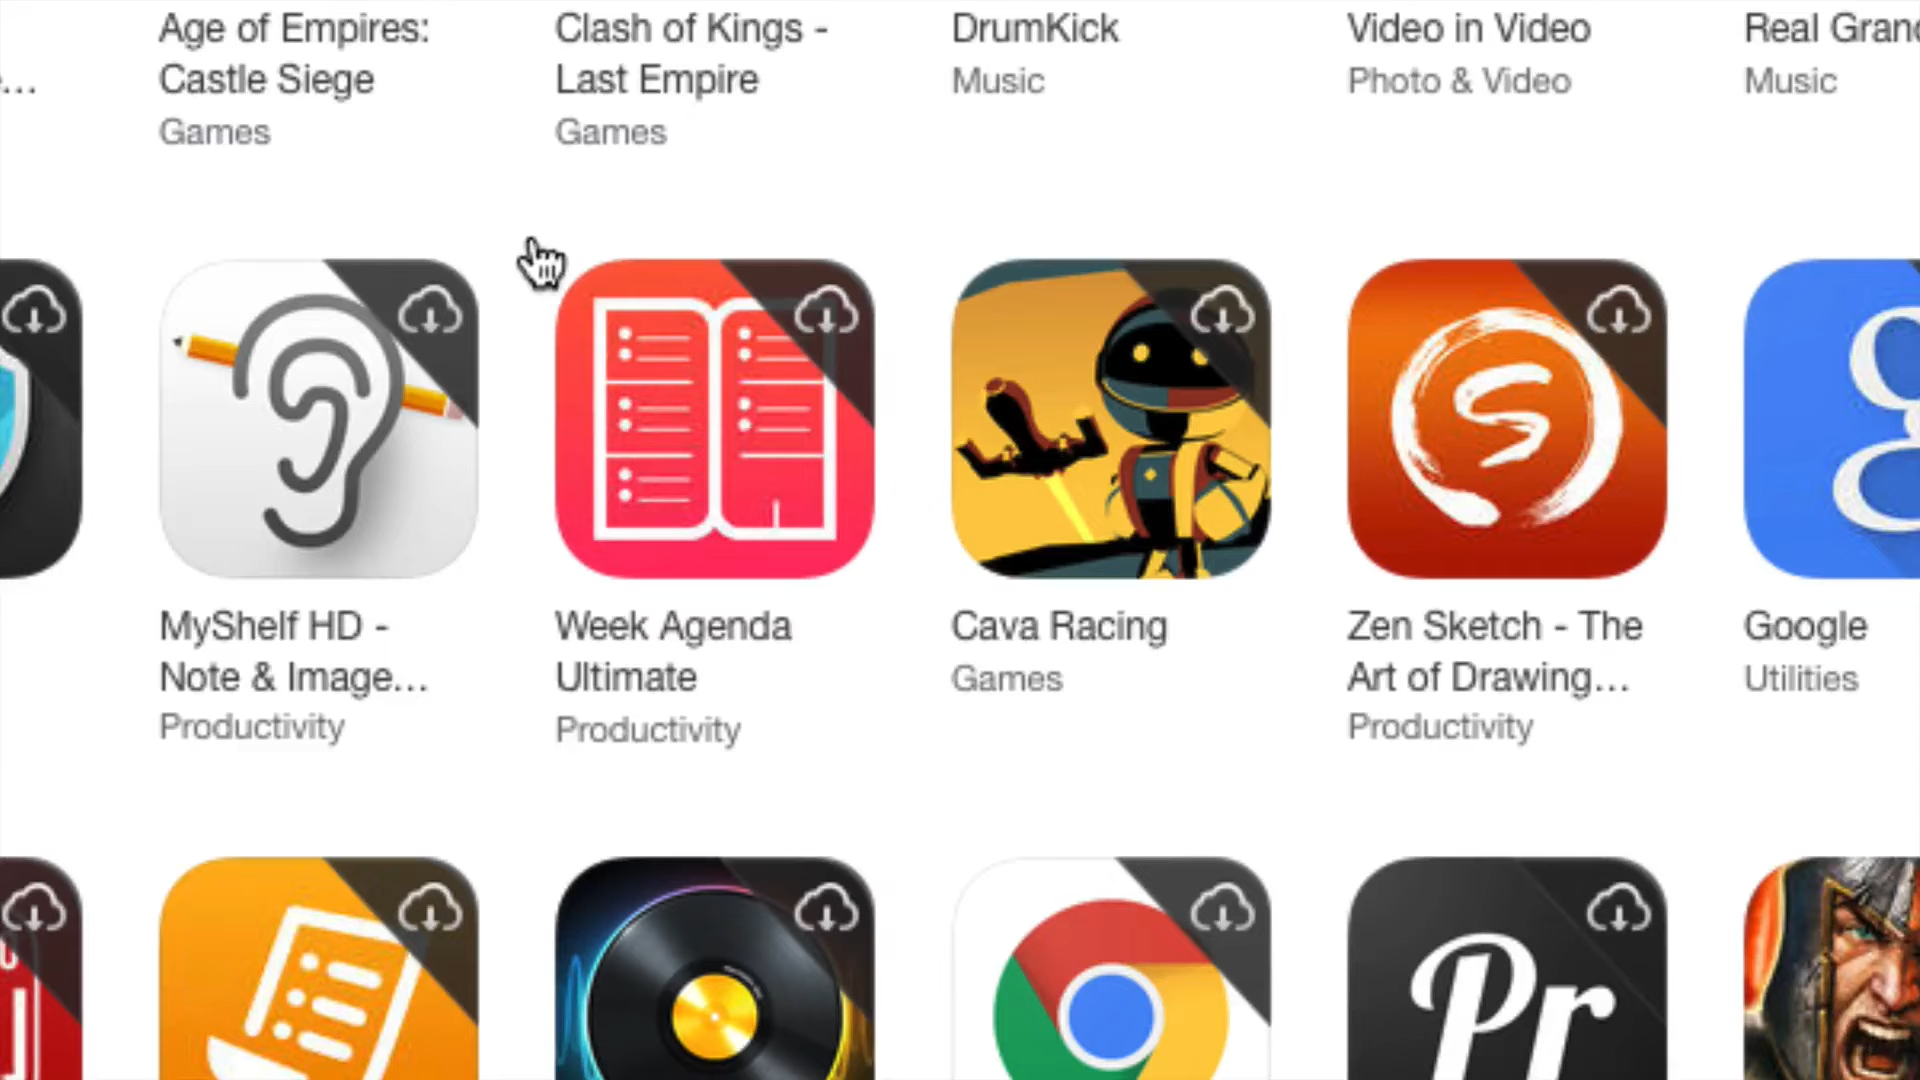 Age of Empires:
Castle Siege
Games
Clash of Kings -
Last Empire
Games
DrumKick
Music
Video in Video
Photo & Video
Real
Music
MyShelf HD -
Note & Image...
Productivity
Week Agenda
Ultimate
Productivity
Cava Racing
Games
S
Zen Sketch - The
Art of Drawing...
Productivity
Google
Utilities
Pr